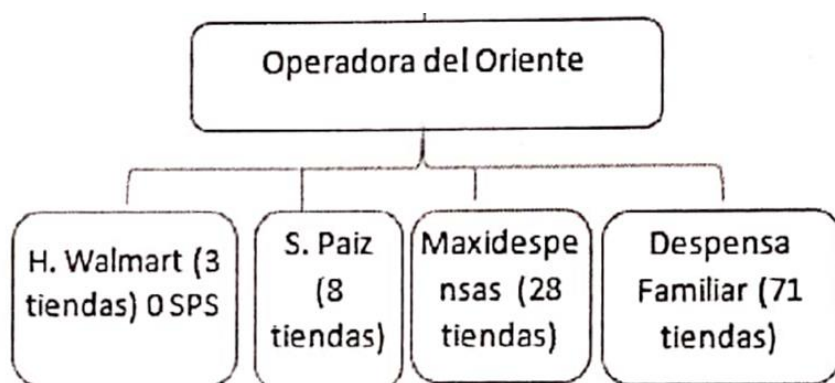 Operadora del Oriente
H. Walmart (3
tiendas) 0 SPS
S. Paiz
(8
tiendas)
Maxidespe
nsas (28
tiendas)
Despensa
Familiar (71
tiendas)